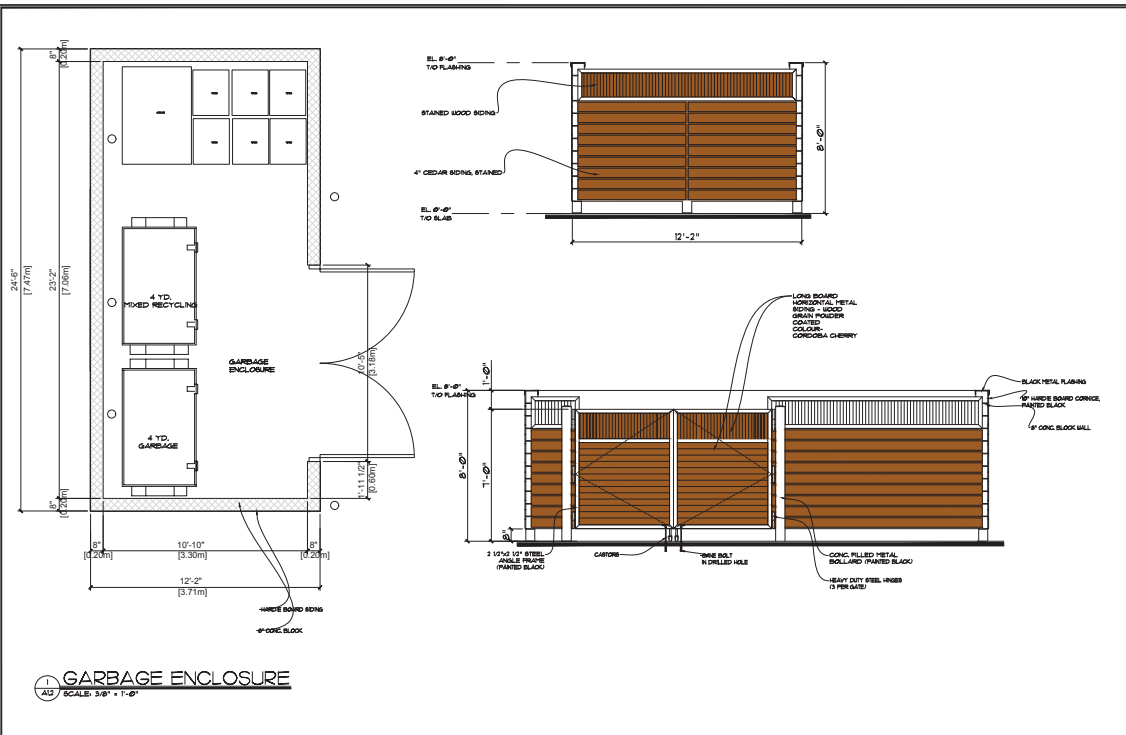 8"
[0.20m]
24'-6"
[7.47m]
23'-2"
[7.06m]
4 YD.
MIXED RECYCLING
GARBAGE
ENCLOSURE
10'-5"
[3.18m]
4 YD.
GARBAGE
1'-11 1/2"
[0.60m]
8"
[0.20m]
8"
[0.20m]
10'-10"
[3.30m]
8"
[0.20m]
12'-2"
[3.71m]
HARDIE BOARD SIDING
8" CONC. BLOCK
1
A1.2
GARBAGE ENCLOSURE
SCALE: 3/8" = 1'-0"
EL. 8'-0"
T/O FLASHING
STAINED WOOD SIDING
4" CEDAR SIDING, STAINED
EL. 0'-0"
T/O SLAB
8'-0"
12'-2"
LONG BOARD
HORIZONTAL METAL
SIDING - WOOD
GRAIN POWDER
COATED
COLOUR-
CORDOBA CHERRY
EL. 8'-0"
T/O FLASHING
1'-0"
8'-0"
7'-0"
8"
BLACK METAL FLASHING
10" HARDIE BOARD CORNICE,
PAINTED BLACK
8" CONC. BLOCK WALL
2 1/2"x2 1/2" STEEL
ANGLE FRAME
(PAINTED BLACK)
CASTORS
CANE BOLT
IN DRILLED HOLE
CONC. FILLED METAL
BOLLARD (PAINTED BLACK)
HEAVY DUTY STEEL HINGES
(3 PER GATE)